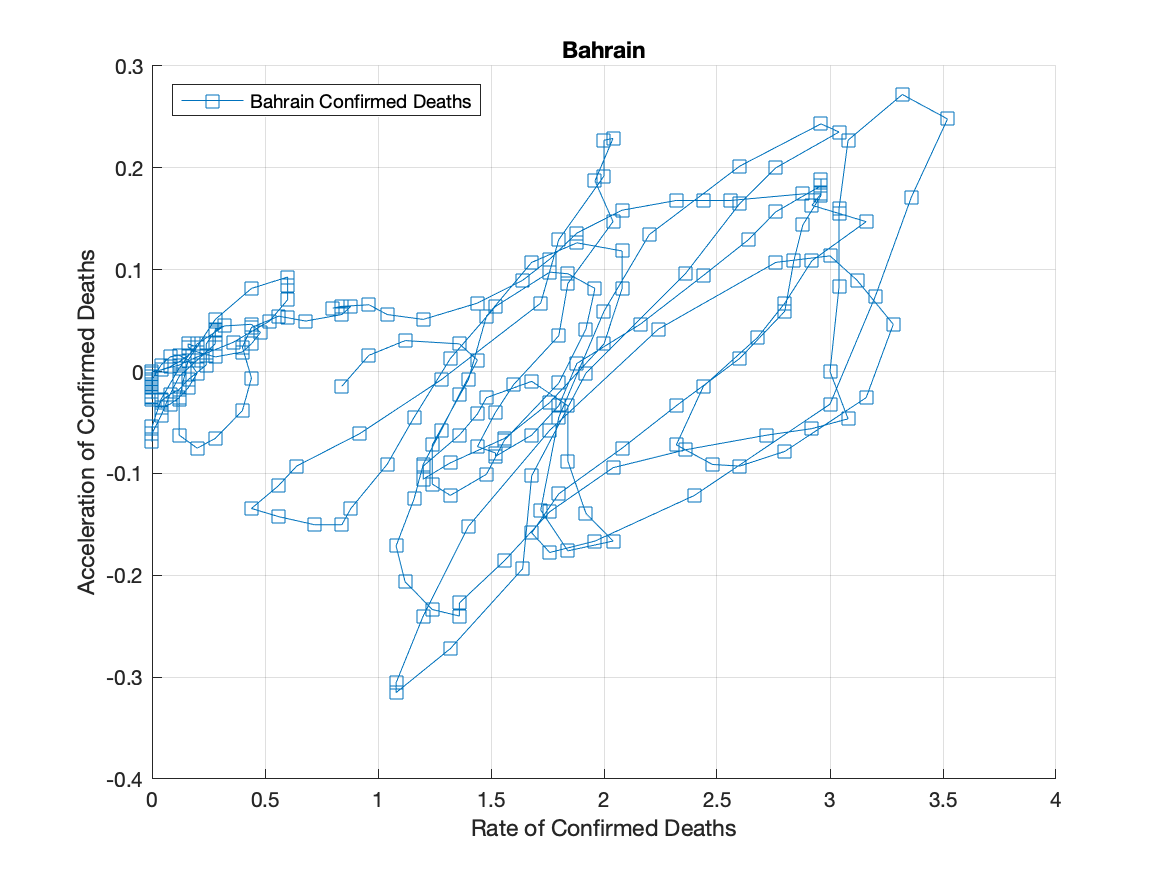 Bahrain
Bahrain Confirmed Deaths
0.3
0.2
0.1
0
-0.1
-0.2
-0.3
-0.4
Acceleration of Confirmed Deaths
0 0.5 1 1.5 2 2.5 3 3.5 4
Rate of Confirmed Deaths